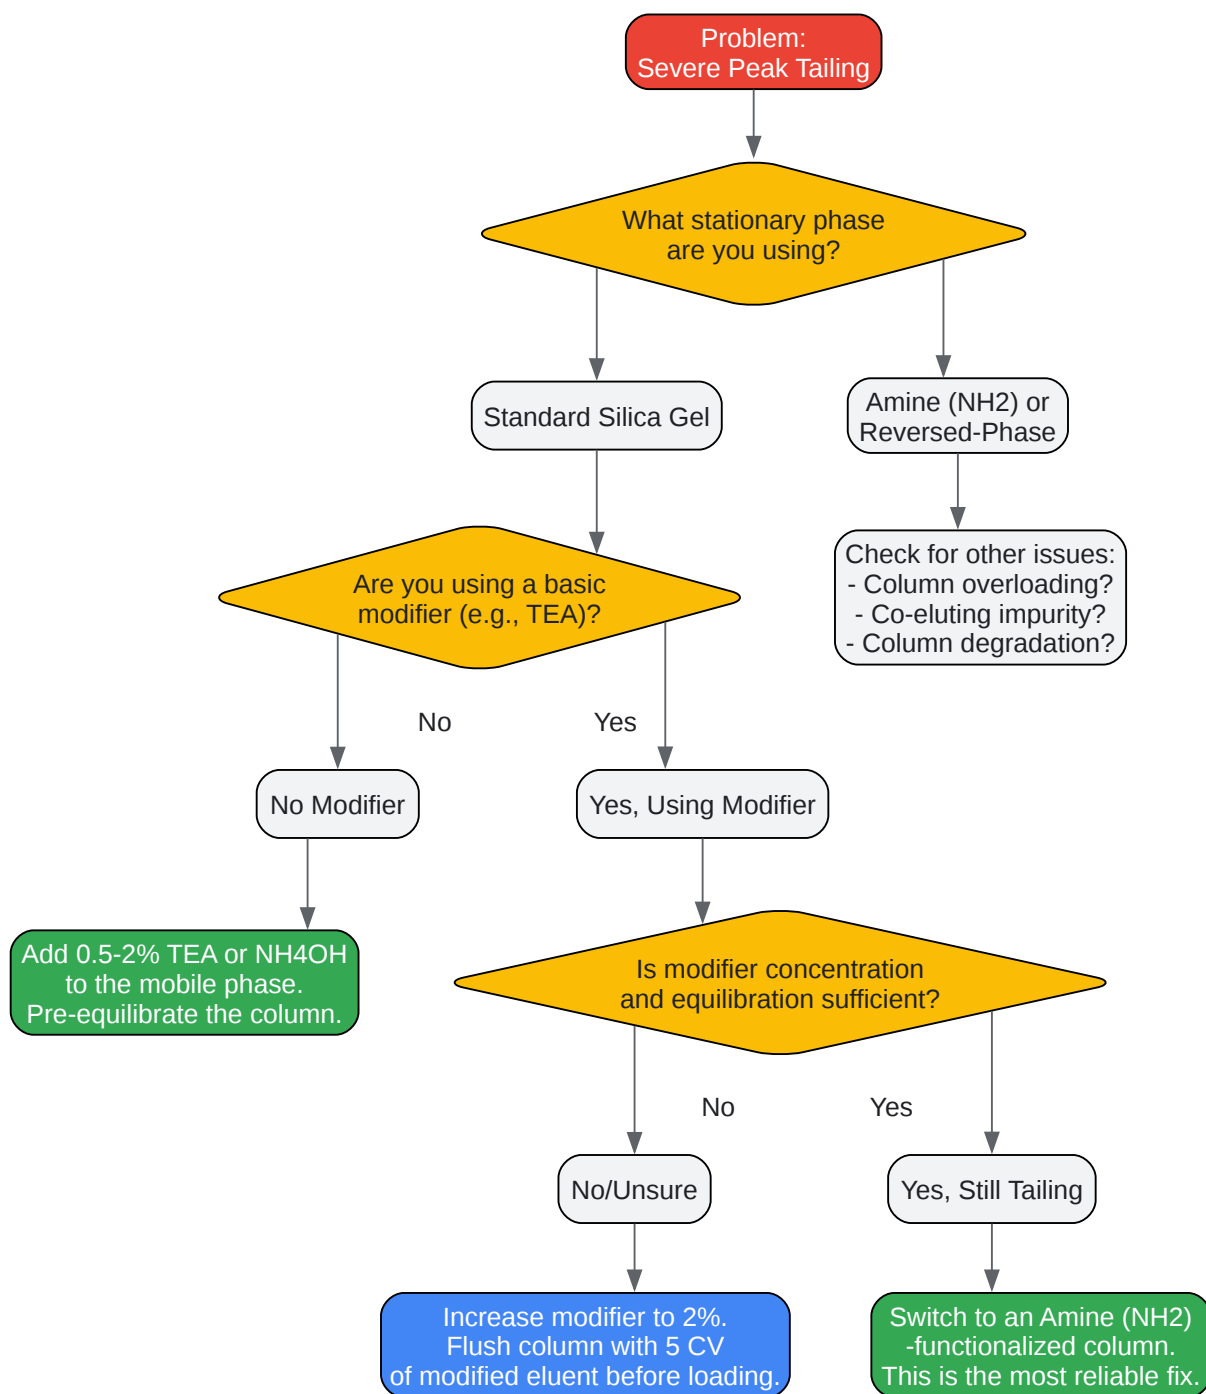 Problem:
Severe Peak Tailing
What stationary phase
are you using?
Standard Silica Gel
Amine (NH2) or
Reversed-Phase
Check for other issues:
- Column overloading?
- Co-eluting impurity?
- Column degradation?
Are you using a basic
modifier (e.g., TEA)?
No
Yes
No Modifier
Yes, Using Modifier
Add 0.5-2% TEA or NH4OH
to the mobile phase.
Pre-equilibrate the column.
Is modifier concentration
and equilibration sufficient?
No
Yes
No/Unsure
Yes, Still Tailing
Increase modifier to 2%.
Flush column with 5 CV
of modified eluent before loading.
Switch to an Amine (NH2)
-functionalized column.
This is the most reliable fix.